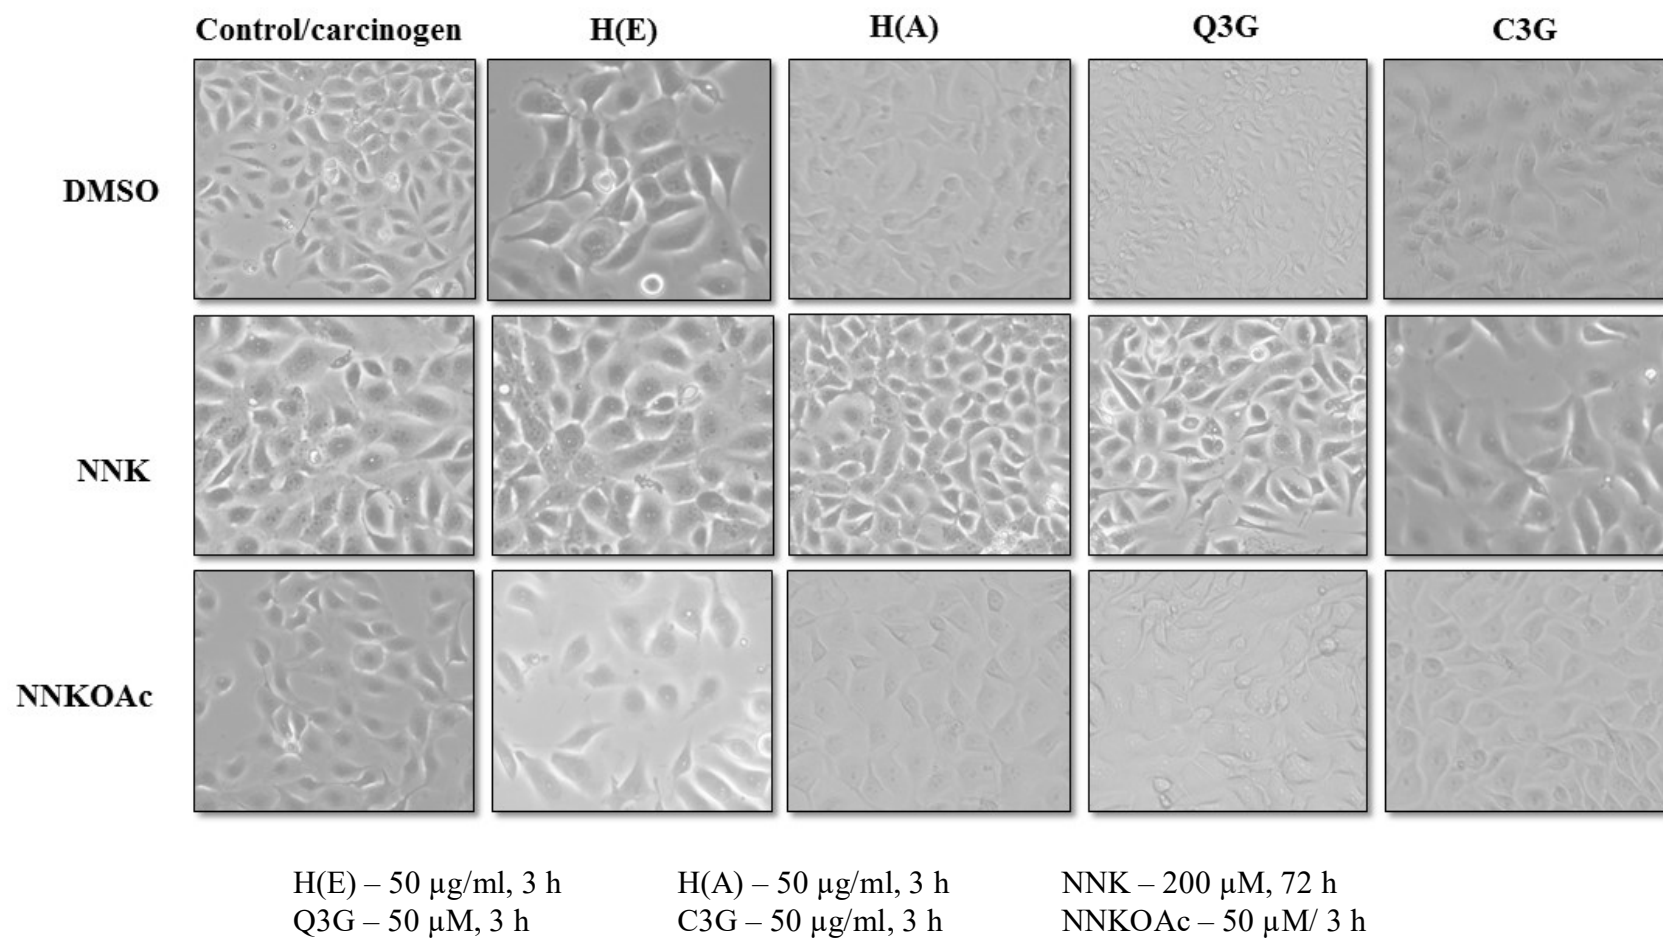 Control/carcinogen H(E) H(A) Q3G C3G
DMSO
NNK
NNKOAc
H(E) – 50 µg/ml, 3 h H(A) – 50 µg/ml, 3 h NNK – 200 µM, 72 h
Q3G – 50 µM, 3 h C3G – 50 µg/ml, 3 h NNKOAc – 50 µM/ 3 h